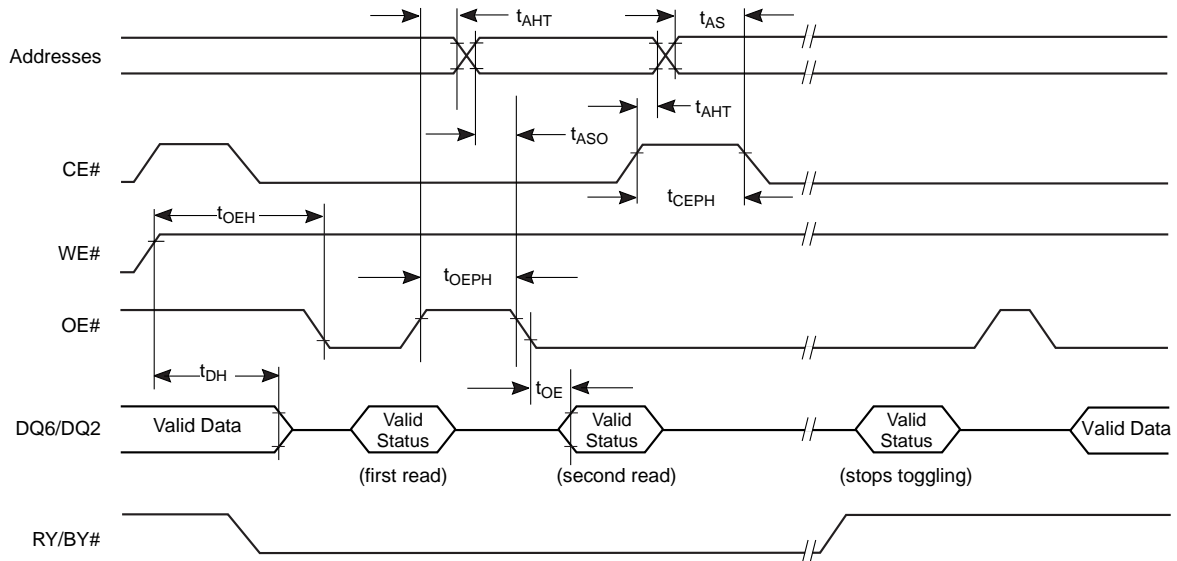 tAHT
tAS
Addresses
tAHT
tASO
CE#
tCEPH
tOEH
WE#
tOEPH
OE#
tDH
tOE
DQ6/DQ2
Valid Data
Valid
Status
Valid
Status
Valid
Status
Valid Data
(first read)
(second read)
(stops toggling)
RY/BY#